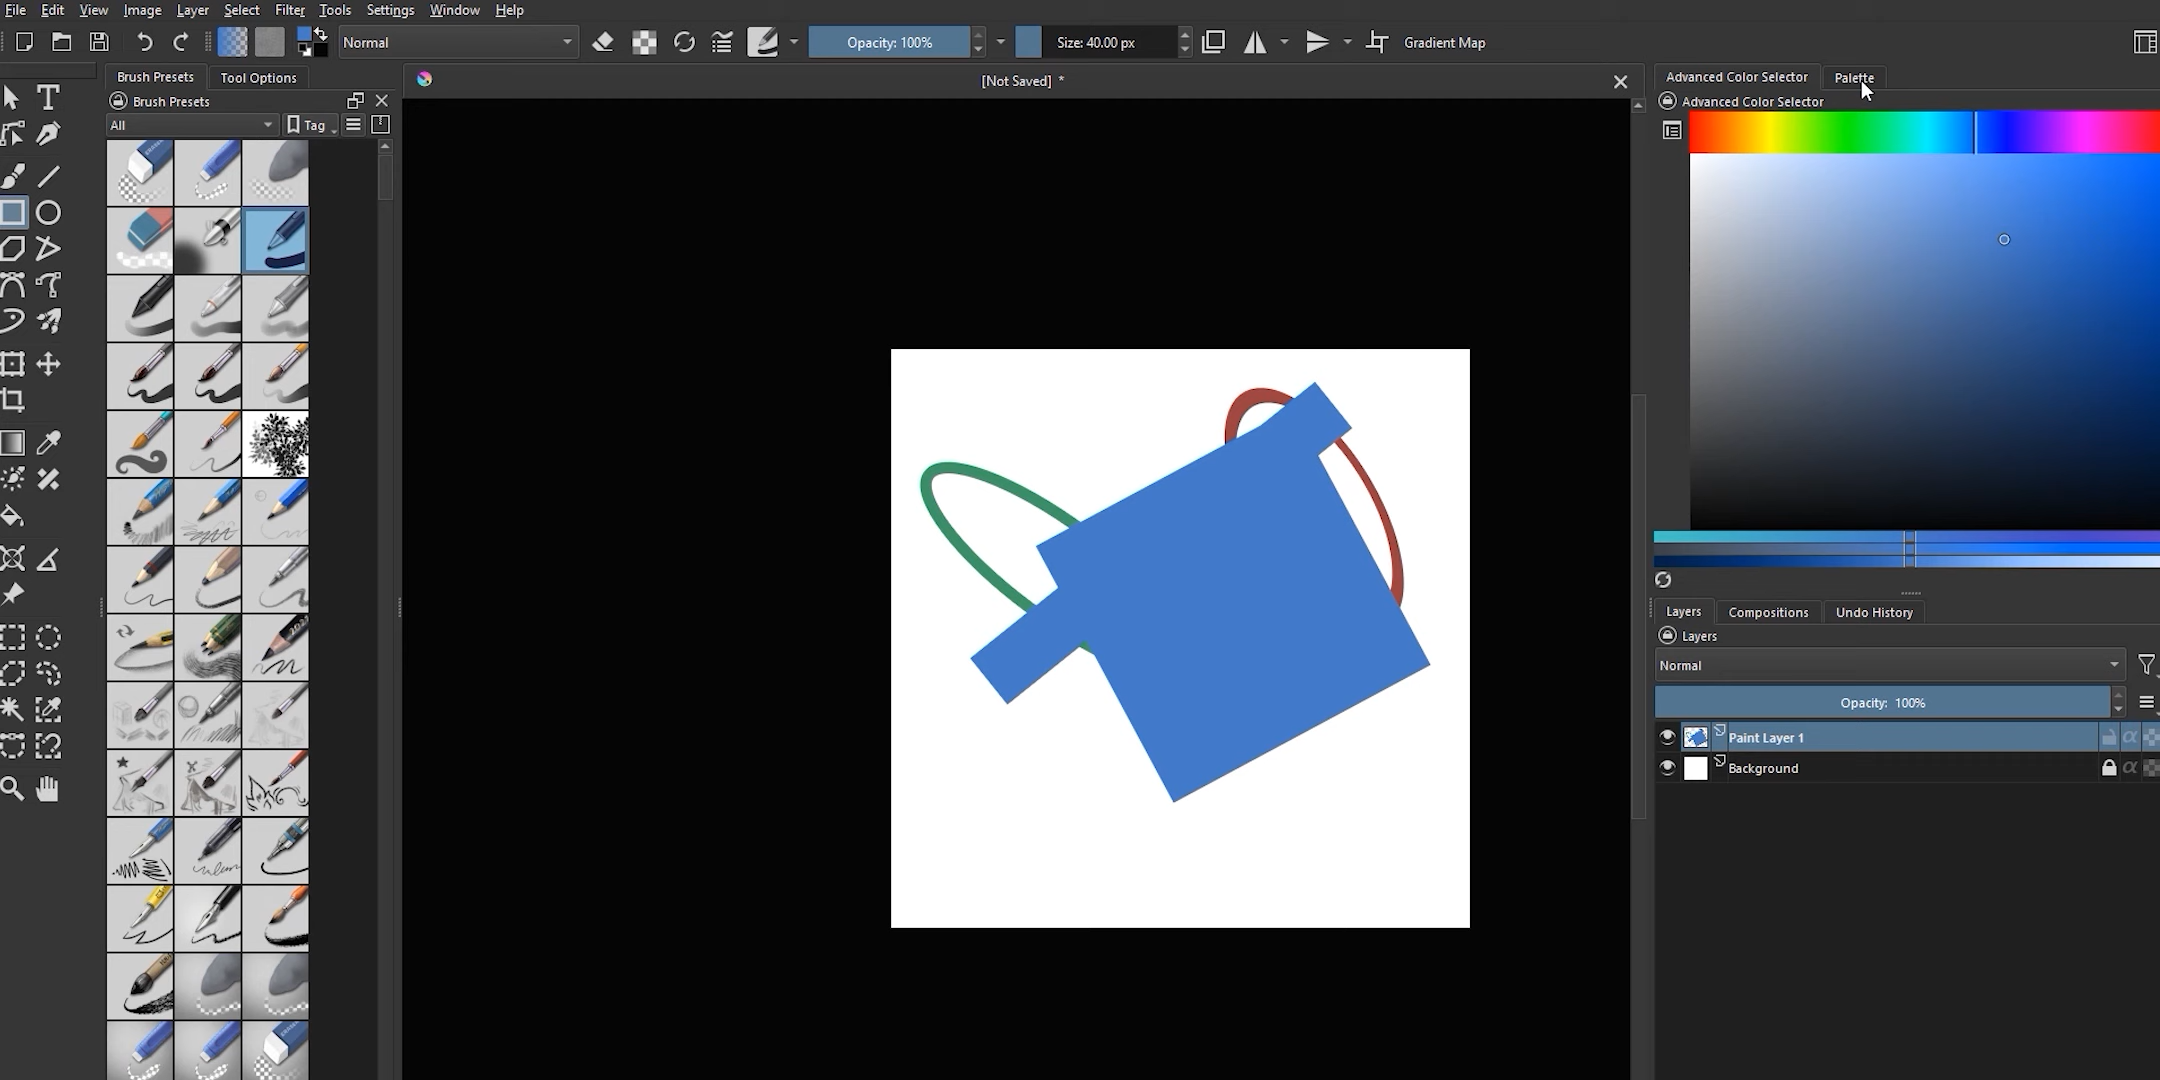 File Edit View Image Layer Select Filter Tools Settings Window Help
Normal Opacity: 100% Size: 40.00 px Gradient Map
Brush Presets Tool Options [Not Saved] * Advanced Color Selector Palette
Brush Presets Advanced Color Selector
All Tag
Layers Compositions Undo History
Layers
Normal
Opacity: 100%
Paint Layer 1
Background